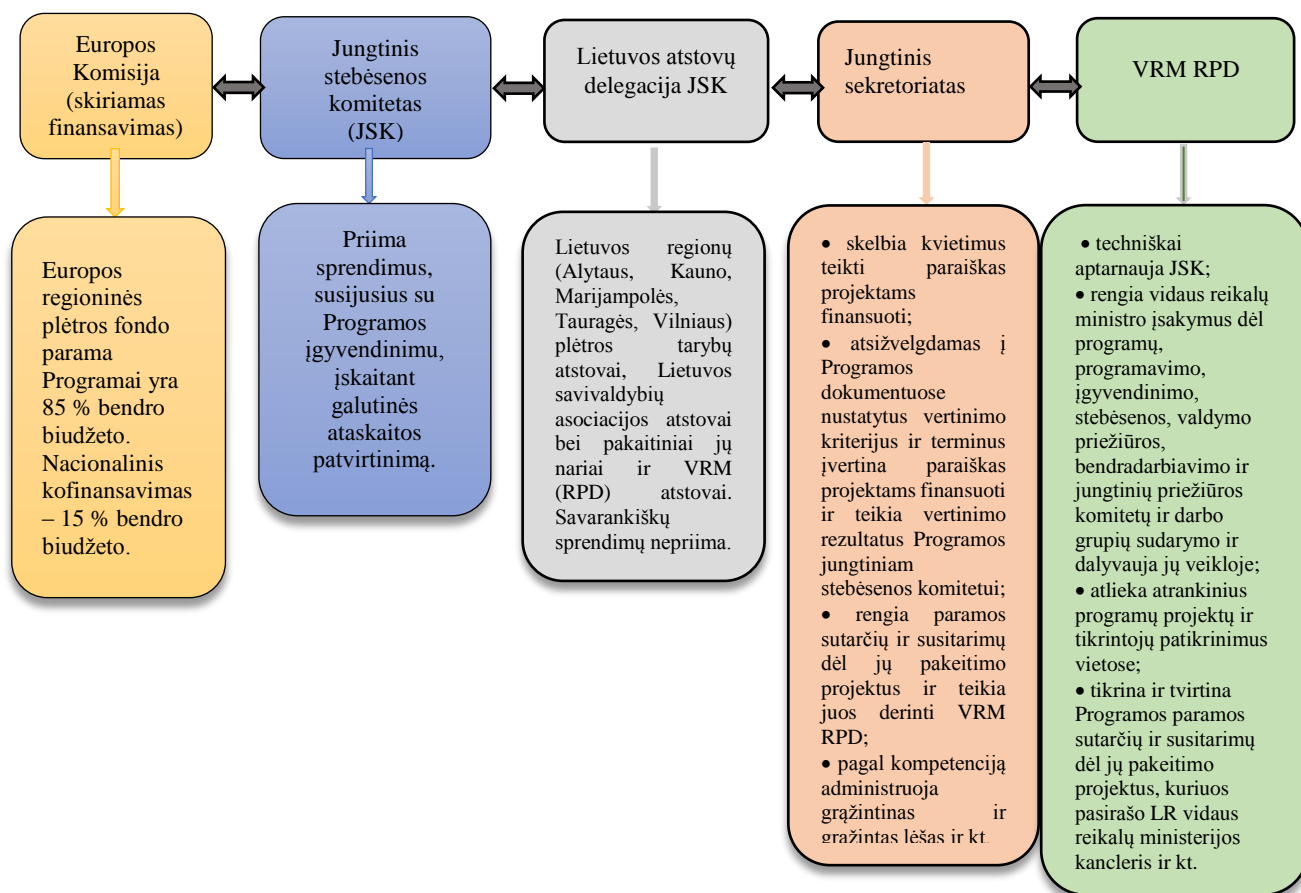 Europos
Komisija
(skiriamas
finansavimas)
Jungtinis
stebėsenos
komitetas
(JSK)
Lietuvos atstovų
delegacija JSK
Jungtinis
sekretoriatas
VRM RPD
Europos
regioninės
plėtros fondo
parama
Programai yra
85 % bendro
biudžeto.
Nacionalinis
kofinansavimas
– 15 % bendro
biudžeto.
Priima
sprendimus,
susijusius su
Programos
įgyvendinimu,
įskaitant
galutinės
ataskaitos
patvirtinimą.
Lietuvos regionų
(Alytaus, Kauno,
Marijampolės,
Tauragės, Vilniaus)
plėtros tarybų
atstovai, Lietuvos
savivaldybių
asociacijos atstovai
bei pakaitiniai jų
nariai ir VRM
(RPD) atstovai.
Savarankiškų
sprendimų nepriima.
• skelbia kvietimus
teikti paraiškas
projektams
finansuoti;
• atsižvelgdamas į
Programos
dokumentuose
nustatytus vertinimo
kriterijus ir terminus
įvertina paraiškas
projektams finansuoti
ir teikia vertinimo
rezultatus Programos
jungtiniam
stebėsenos komitetui;
• rengia paramos
sutarčių ir susitarimų
dėl jų pakeitimo
projektus ir teikia
juos derinti VRM
RPD;
• pagal kompetenciją
administruoja
grąžintinas ir
grąžintas lėšas ir kt.
• techniškai
aptarnauja JSK;
• rengia vidaus reikalų
ministro įsakymus dėl
programų,
programavimo,
įgyvendinimo,
stebėsenos, valdymo
priežiūros,
bendradarbiavimo ir
jungtinių priežiūros
komitetų ir darbo
grupių sudarymo ir
dalyvauja jų veikloje;
• atlieka atrankinius
programų projektų ir
tikrintojų patikrinimus
vietose;
• tikrina ir tvirtina
Programos paramos
sutarčių ir susitarimų
dėl jų pakeitimo
projektus, kuriuos
pasirašo LR vidaus
reikalų ministerijos
kancleris ir kt.